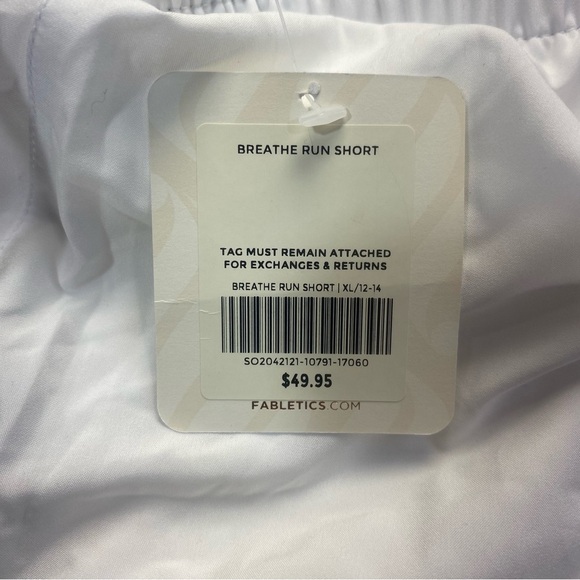 BREATHE RUN SHORT
TAG MUST REMAIN ATTACHED
FOR EXCHANGES & RETURNS
BREATHE RUN SHORT | XL/12-14
SO2042121-10791-17060
$49.95
FABLETICS.COM